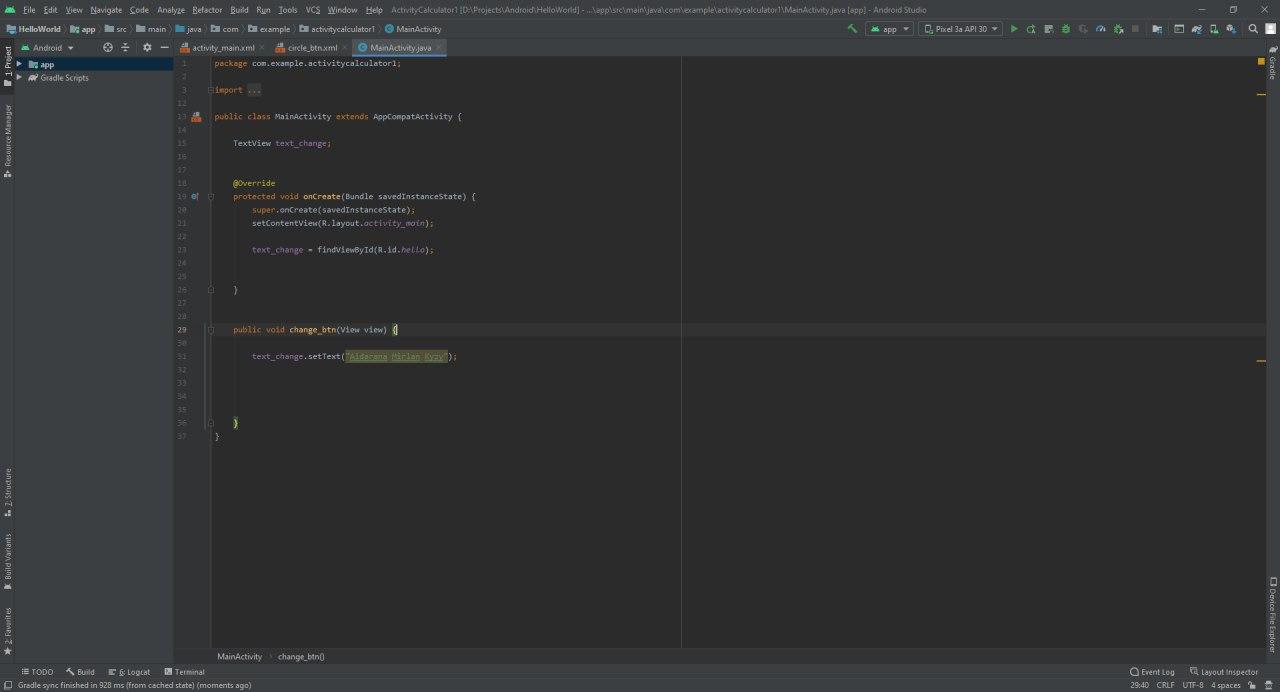 File Edit View Navigate Code Analyze Refactor Build Run Tools VCS Window Help ActivityCalculator1 [D:\Projects\Android\HelloWorld] - ...\app\src\main\java\com\example\activitycalculator1\MainActivity.java [app] - Android Studio
HelloWorld app src main java com example activitycalculator1 MainActivity app Pixel 3a API 30
Android activity_main.xml circle_btn.xml MainActivity.java
1: Project
Resource Manager
Z: Structure
Build Variants
2: Favorites
app
Gradle Scripts
1 package com.example.activitycalculator1;
2
3 import ...
12
13 public class MainActivity extends AppCompatActivity {
14
15 TextView text_change;
16
17
18 @Override
19 protected void onCreate(Bundle savedInstanceState) {
20 super.onCreate(savedInstanceState);
21 setContentView(R.layout.activity_main);
22
23 text_change = findViewById(R.id.hello);
24
25
26 }
27
28
29 public void change_btn(View view) {
30
31 text_change.setText("Aidarana Mirlan Kyzy");
32
33
34
35
36 }
37 }
Gradle
Device File Explorer
MainActivity change_btn()
TODO Build 6: Logcat Terminal Event Log Layout Inspector
Gradle sync finished in 928 ms (from cached state) (moments ago) 29:40 CRLF UTF-8 4 spaces